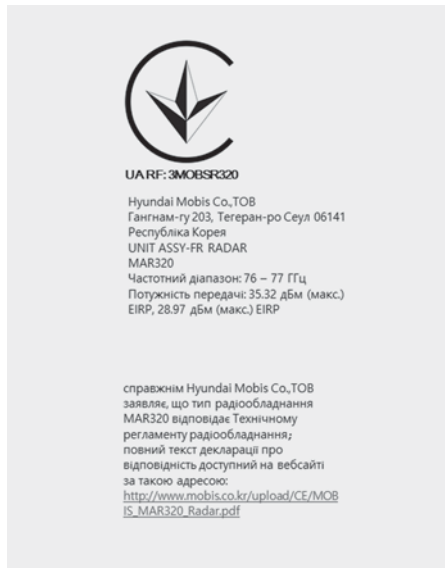 UA RF: 3MOBSR320
Hyundai Mobis Co.,ТОВ
Гангнам-гу 203, Тегеран-ро Сеул 06141
Республіка Корея
UNIT ASSY-FR RADAR
MAR320
Частотний діапазон: 76 – 77 ГГц
Потужність передачі: 35.32 дБм (макс.)
EIRP, 28.97 дБм (макс.) EIRP
справжнім Hyundai Mobis Co.,ТОВ
заявляє, що тип радіообладнання
MAR320 відповідає Технічному
регламенту радіообладнання;
повний текст декларації про
відповідність доступний на вебсайті
за такою адресою:
http://www.mobis.co.kr/upload/CE/MOB
IS_MAR320_Radar.pdf